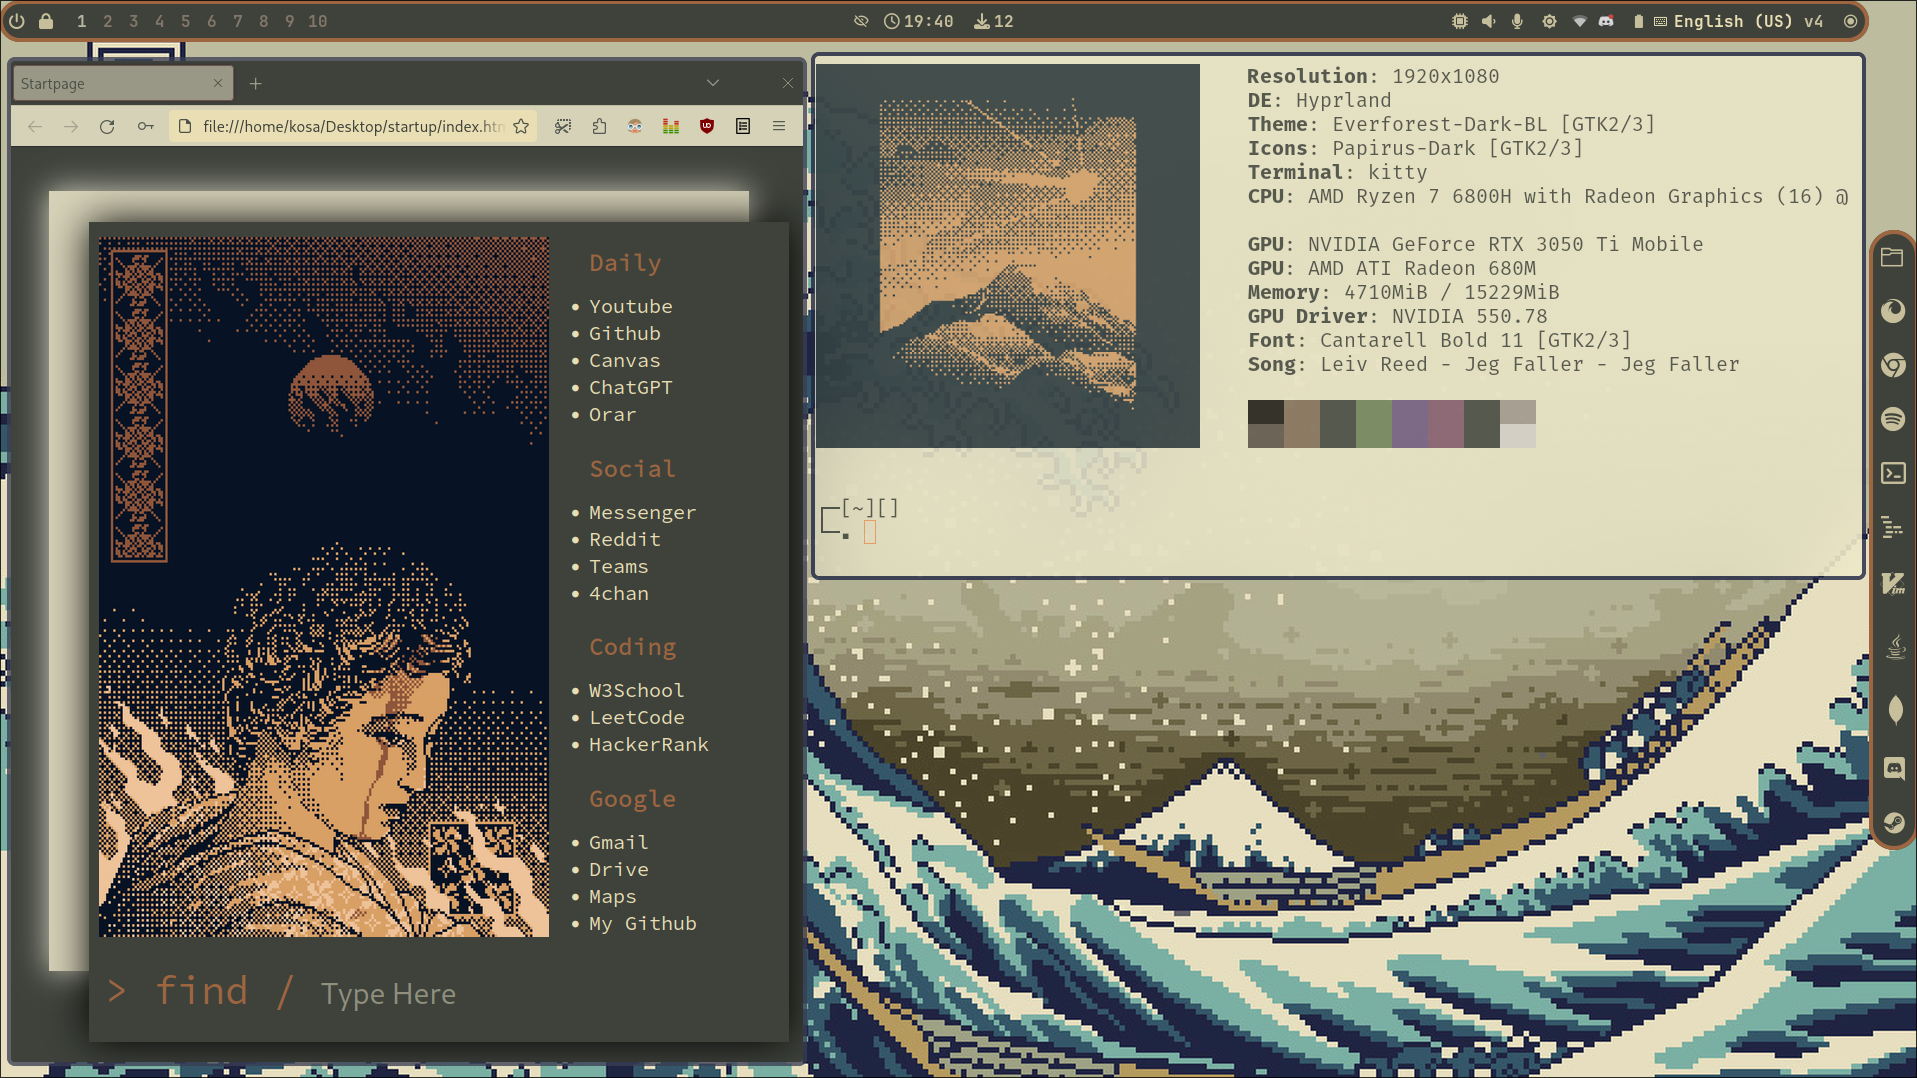 1 2 3 4 5 6 7 8 9 10
19:40
12
English (US) v4
Startpage
file:///home/kosa/Desktop/startup/index.htm
Daily
• Youtube
• Github
• Canvas
• ChatGPT
• Orar
Social
• Messenger
• Reddit
• Teams
• 4chan
Coding
• W3School
• LeetCode
• HackerRank
Google
• Gmail
• Drive
• Maps
• My Github
> find / Type Here
Resolution: 1920x1080
DE: Hyprland
Theme: Everforest-Dark-BL [GTK2/3]
Icons: Papirus-Dark [GTK2/3]
Terminal: kitty
CPU: AMD Ryzen 7 6800H with Radeon Graphics (16) @
GPU: NVIDIA GeForce RTX 3050 Ti Mobile
GPU: AMD ATI Radeon 680M
Memory: 4710MiB / 15229MiB
GPU Driver: NVIDIA 550.78
Font: Cantarell Bold 11 [GTK2/3]
Song: Leiv Reed - Jeg Faller - Jeg Faller
[~][]
Vim